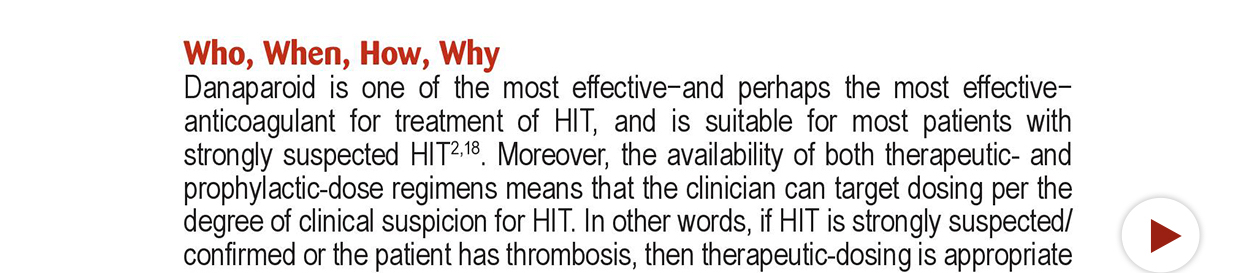 Who, When, How, Why
Danaparoid is one of the most effective–and perhaps the most effective–
anticoagulant for treatment of HIT, and is suitable for most patients with
strongly suspected HIT2,18. Moreover, the availability of both therapeutic- and
prophylactic-dose regimens means that the clinician can target dosing per the
degree of clinical suspicion for HIT. In other words, if HIT is strongly suspected/
confirmed or the patient has thrombosis, then therapeutic-dosing is appropriate